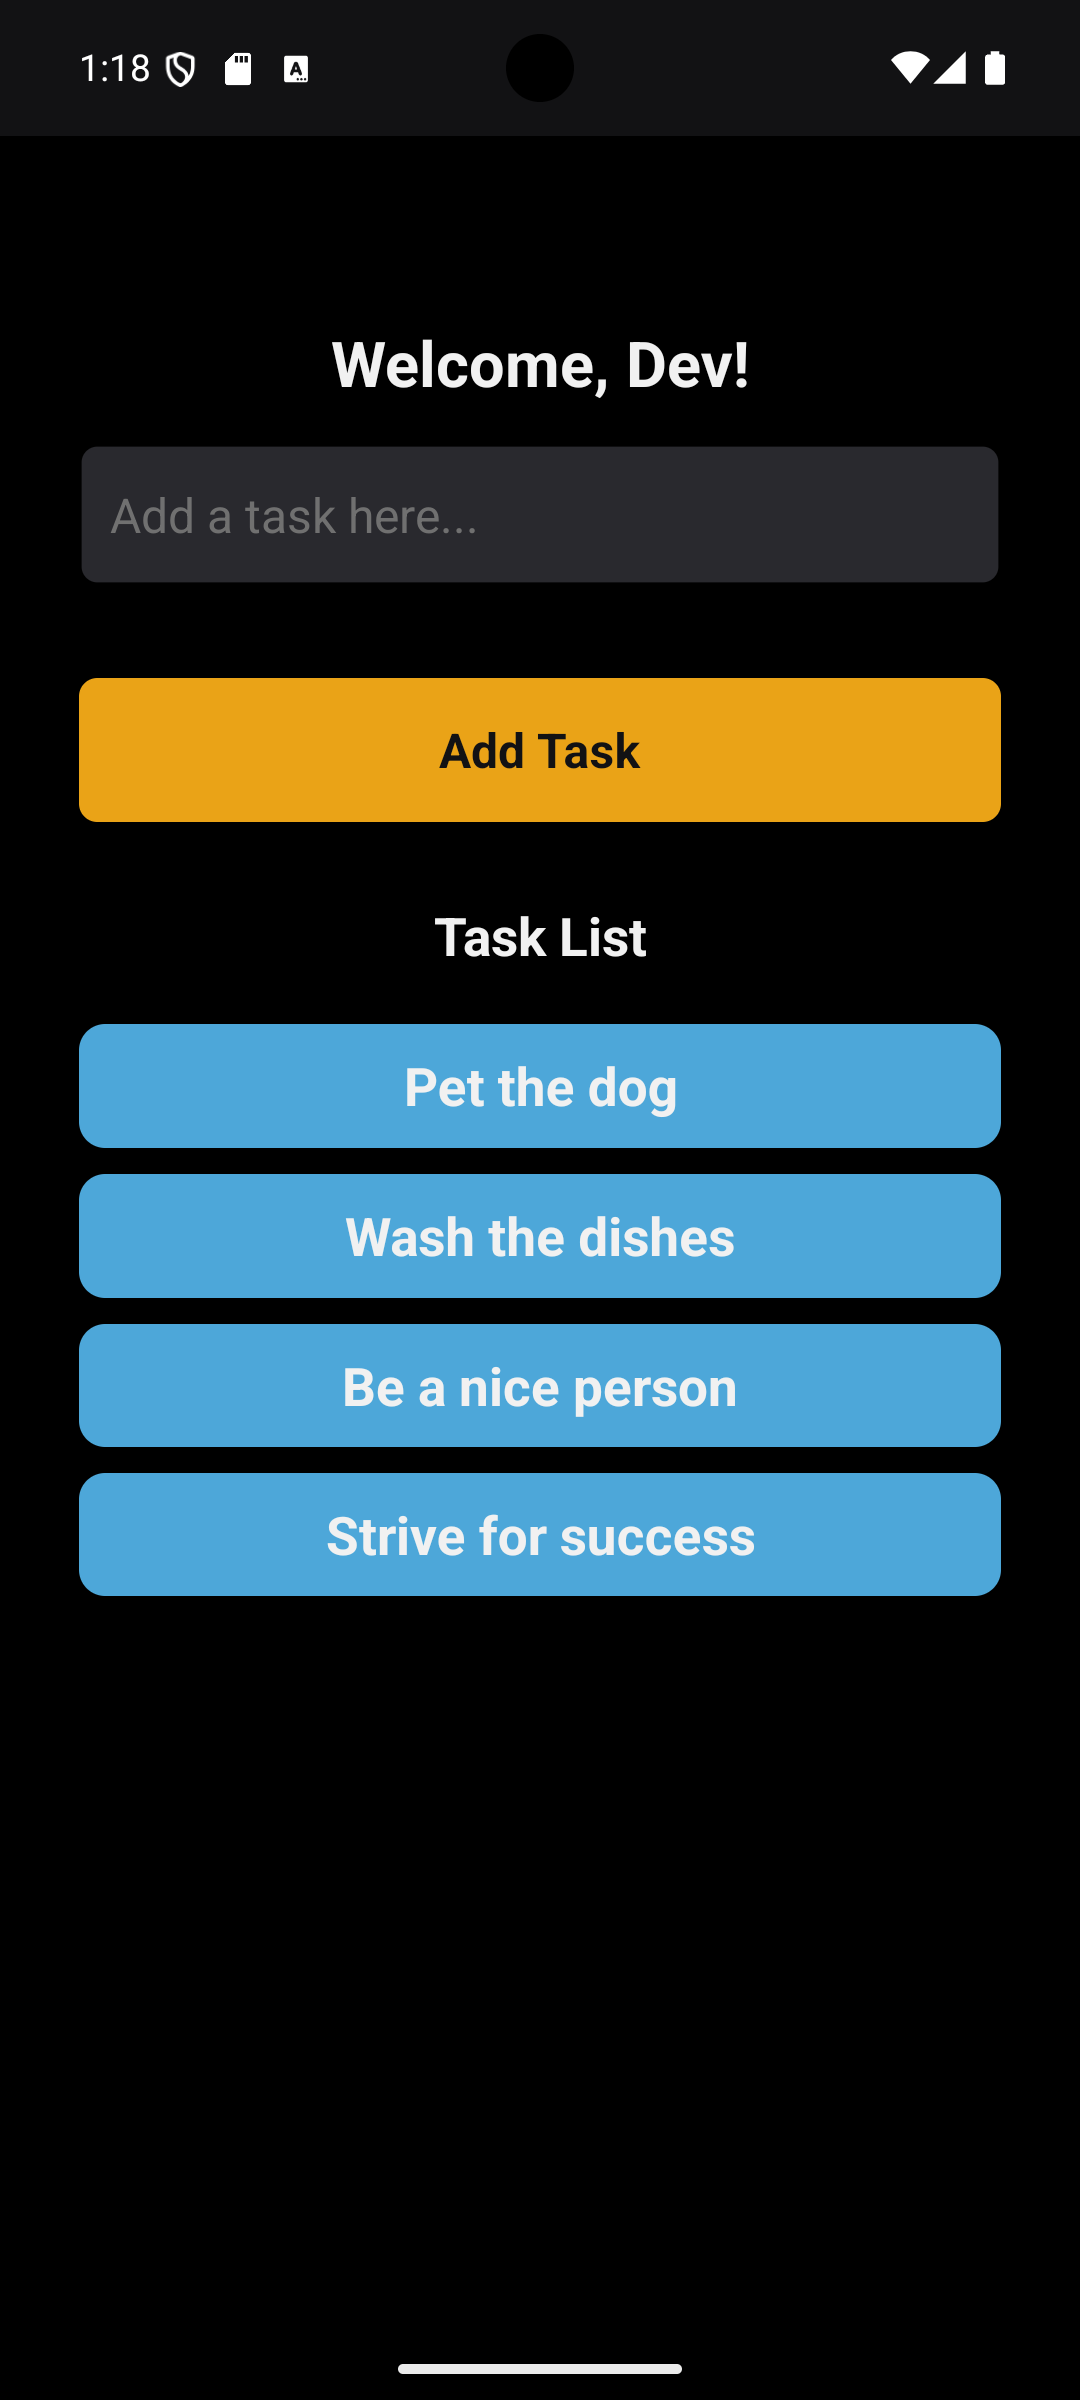 1:18
Welcome, Dev!
Add a task here...
Add Task
Task List
Pet the dog
Wash the dishes
Be a nice person
Strive for success